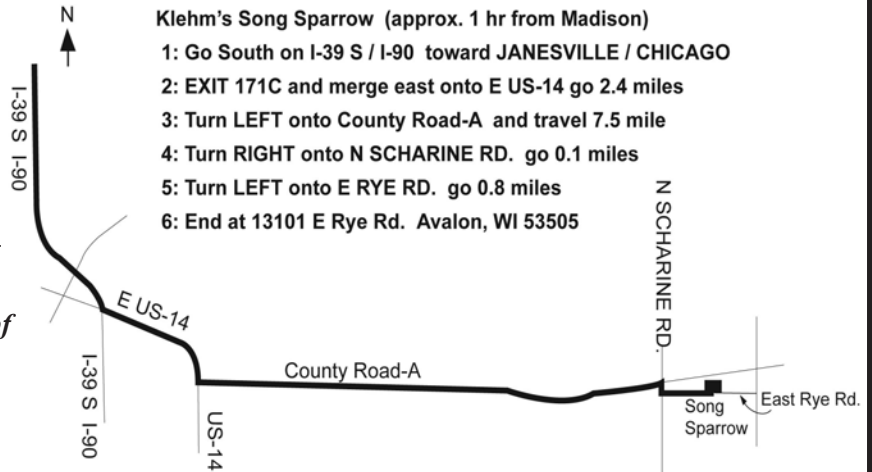 N
Klehm's Song Sparrow (approx. 1 hr from Madison)
1: Go South on I-39 S / I-90 toward JANESVILLE / CHICAGO
2: EXIT 171C and merge east onto E US-14 go 2.4 miles
3: Turn LEFT onto County Road-A and travel 7.5 mile
4: Turn RIGHT onto N SCHARINE RD. go 0.1 miles
5: Turn LEFT onto E RYE RD. go 0.8 miles
6: End at 13101 E Rye Rd. Avalon, WI 53505
I-39 S I-90
N SCHARINE RD.
of
E US-14
I-39 S I-90
County Road-A
US-14
Song
Sparrow
East Rye Rd.